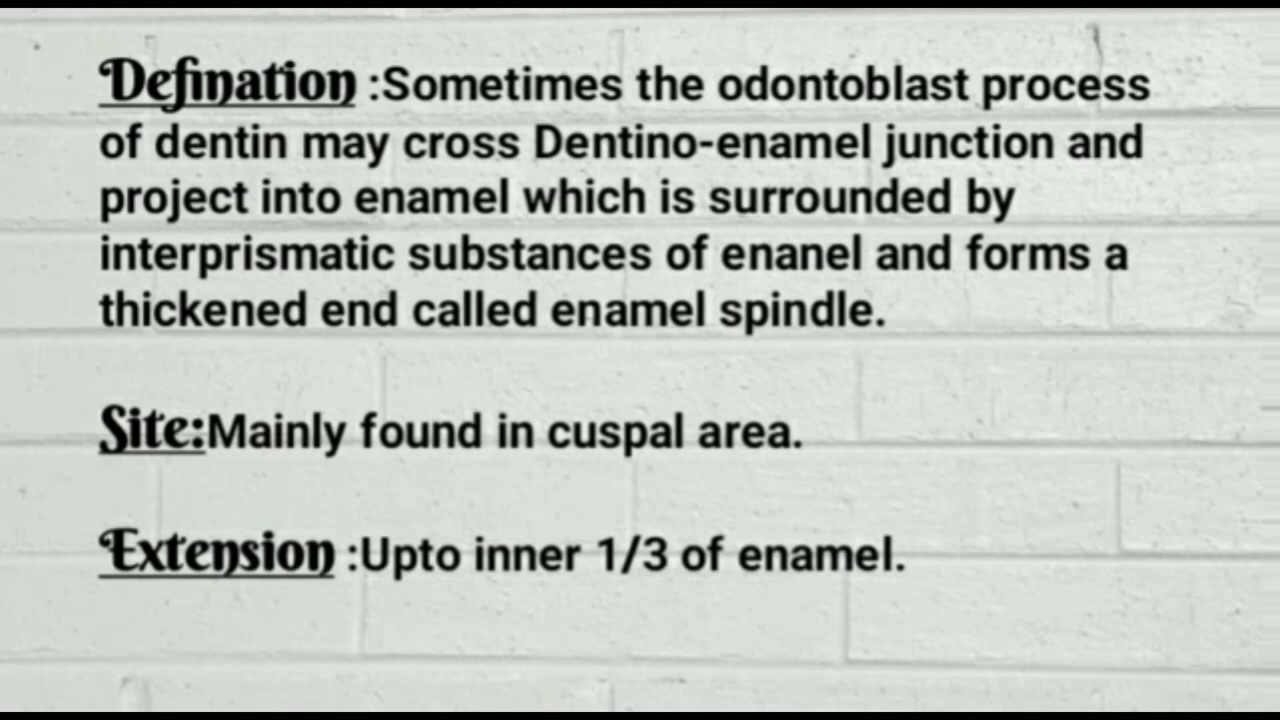 Defination :Sometimes the odontoblast process
of dentin may cross Dentino-enamel junction and
project into enamel which is surrounded by
interprismatic substances of enanel and forms a
thickened end called enamel spindle.
Site:Mainly found in cuspal area.
Extension :Upto inner 1/3 of enamel.